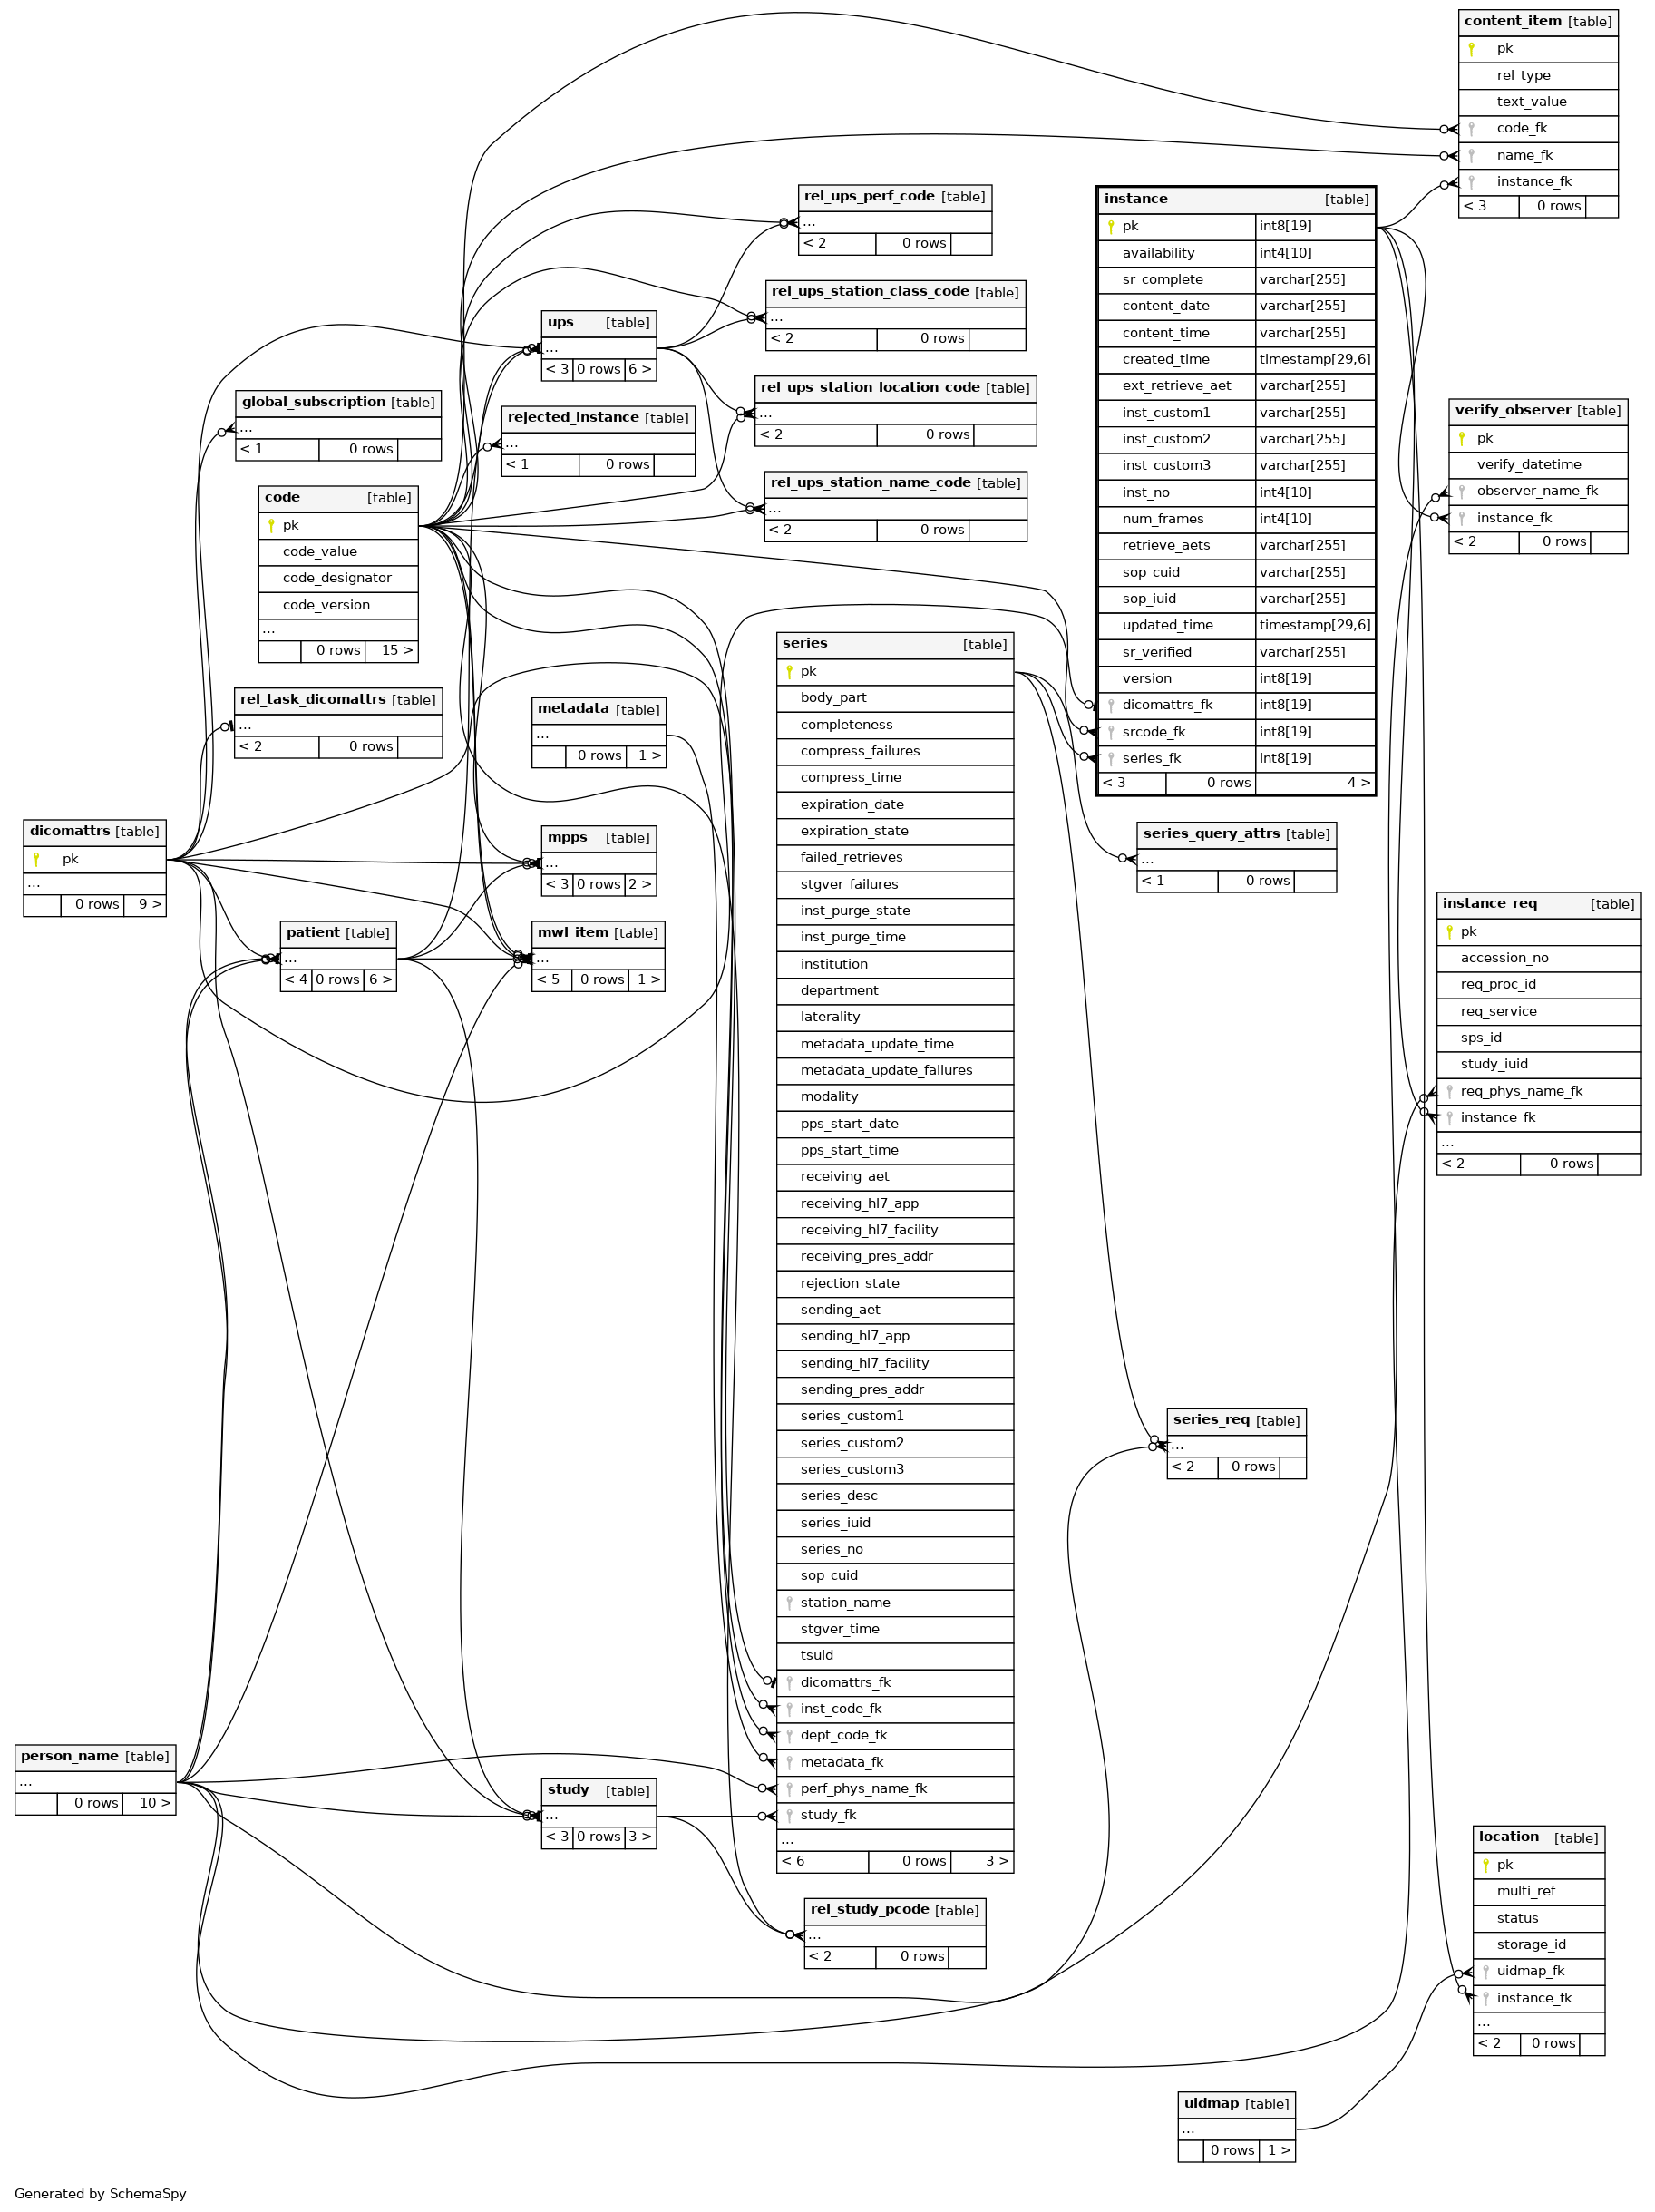 content_item [table]
pk
rel_type
text_value
code_fk
name_fk
instance_fk
< 3 0 rows
rel_ups_perf_code [table]
...
< 2 0 rows
instance [table]
pk int8[19]
availability int4[10]
sr_complete varchar[255]
content_date varchar[255]
content_time varchar[255]
created_time timestamp[29,6]
ext_retrieve_aet varchar[255]
inst_custom1 varchar[255]
inst_custom2 varchar[255]
inst_custom3 varchar[255]
inst_no int4[10]
num_frames int4[10]
retrieve_aets varchar[255]
sop_cuid varchar[255]
sop_iuid varchar[255]
updated_time timestamp[29,6]
sr_verified varchar[255]
version int8[19]
dicomattrs_fk int8[19]
srcode_fk int8[19]
series_fk int8[19]
< 3 0 rows 4 >
rel_ups_station_class_code [table]
...
< 2 0 rows
ups [table]
...
< 3 0 rows 6 >
rel_ups_station_location_code [table]
...
< 2 0 rows
global_subscription [table]
...
< 1 0 rows
rejected_instance [table]
...
< 1 0 rows
verify_observer [table]
pk
verify_datetime
observer_name_fk
instance_fk
< 2 0 rows
rel_ups_station_name_code [table]
...
< 2 0 rows
code [table]
pk
code_value
code_designator
code_version
...
0 rows 15 >
series [table]
pk
body_part
completeness
compress_failures
compress_time
expiration_date
expiration_state
failed_retrieves
stgver_failures
inst_purge_state
inst_purge_time
institution
department
laterality
metadata_update_time
metadata_update_failures
modality
pps_start_date
pps_start_time
receiving_aet
receiving_hl7_app
receiving_hl7_facility
receiving_pres_addr
rejection_state
sending_aet
sending_hl7_app
sending_hl7_facility
sending_pres_addr
series_custom1
series_custom2
series_custom3
series_desc
series_iuid
series_no
sop_cuid
station_name
stgver_time
tsuid
dicomattrs_fk
inst_code_fk
dept_code_fk
metadata_fk
perf_phys_name_fk
study_fk
...
< 6 0 rows 3 >
rel_task_dicomattrs [table]
...
< 2 0 rows
metadata [table]
...
0 rows 1 >
dicomattrs [table]
pk
...
0 rows 9 >
mpps [table]
...
< 3 0 rows 2 >
series_query_attrs [table]
...
< 1 0 rows
instance_req [table]
pk
accession_no
req_proc_id
req_service
sps_id
study_iuid
req_phys_name_fk
instance_fk
...
< 2 0 rows
patient [table]
...
< 4 0 rows 6 >
mwl_item [table]
...
< 5 0 rows 1 >
series_req [table]
...
< 2 0 rows
person_name [table]
...
0 rows 10 >
study [table]
...
< 3 0 rows 3 >
rel_study_pcode [table]
...
< 2 0 rows
location [table]
pk
multi_ref
status
storage_id
uidmap_fk
instance_fk
...
< 2 0 rows
uidmap [table]
...
0 rows 1 >
Generated by SchemaSpy